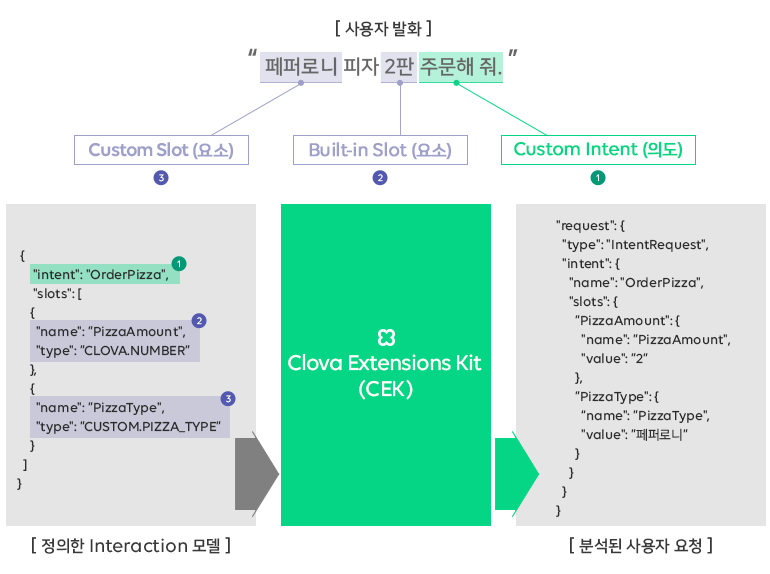 [ 사용자 발화 ]
“ 페퍼로니 피자 2판 주문해 줘. ”
Custom Slot (요소)
Built-in Slot (요소)
Custom Intent (의도)
3
2
1
{
"intent": "OrderPizza",
1
"slots": [
{
2
"name": "PizzaAmount",
"type": "CLOVA.NUMBER"
},
{
3
"name": "PizzaType",
"type": "CUSTOM.PIZZA_TYPE"
}
]
}
Clova Extensions Kit
(CEK)
"request": {
"type": "IntentRequest",
"intent": {
"name": "OrderPizza",
"slots": {
"PizzaAmount": {
"name": "PizzaAmount",
"value": "2"
},
"PizzaType": {
"name": "PizzaType",
"value": "페퍼로니"
}
}
}
}
[ 정의한 Interaction 모델 ]
[ 분석된 사용자 요청 ]